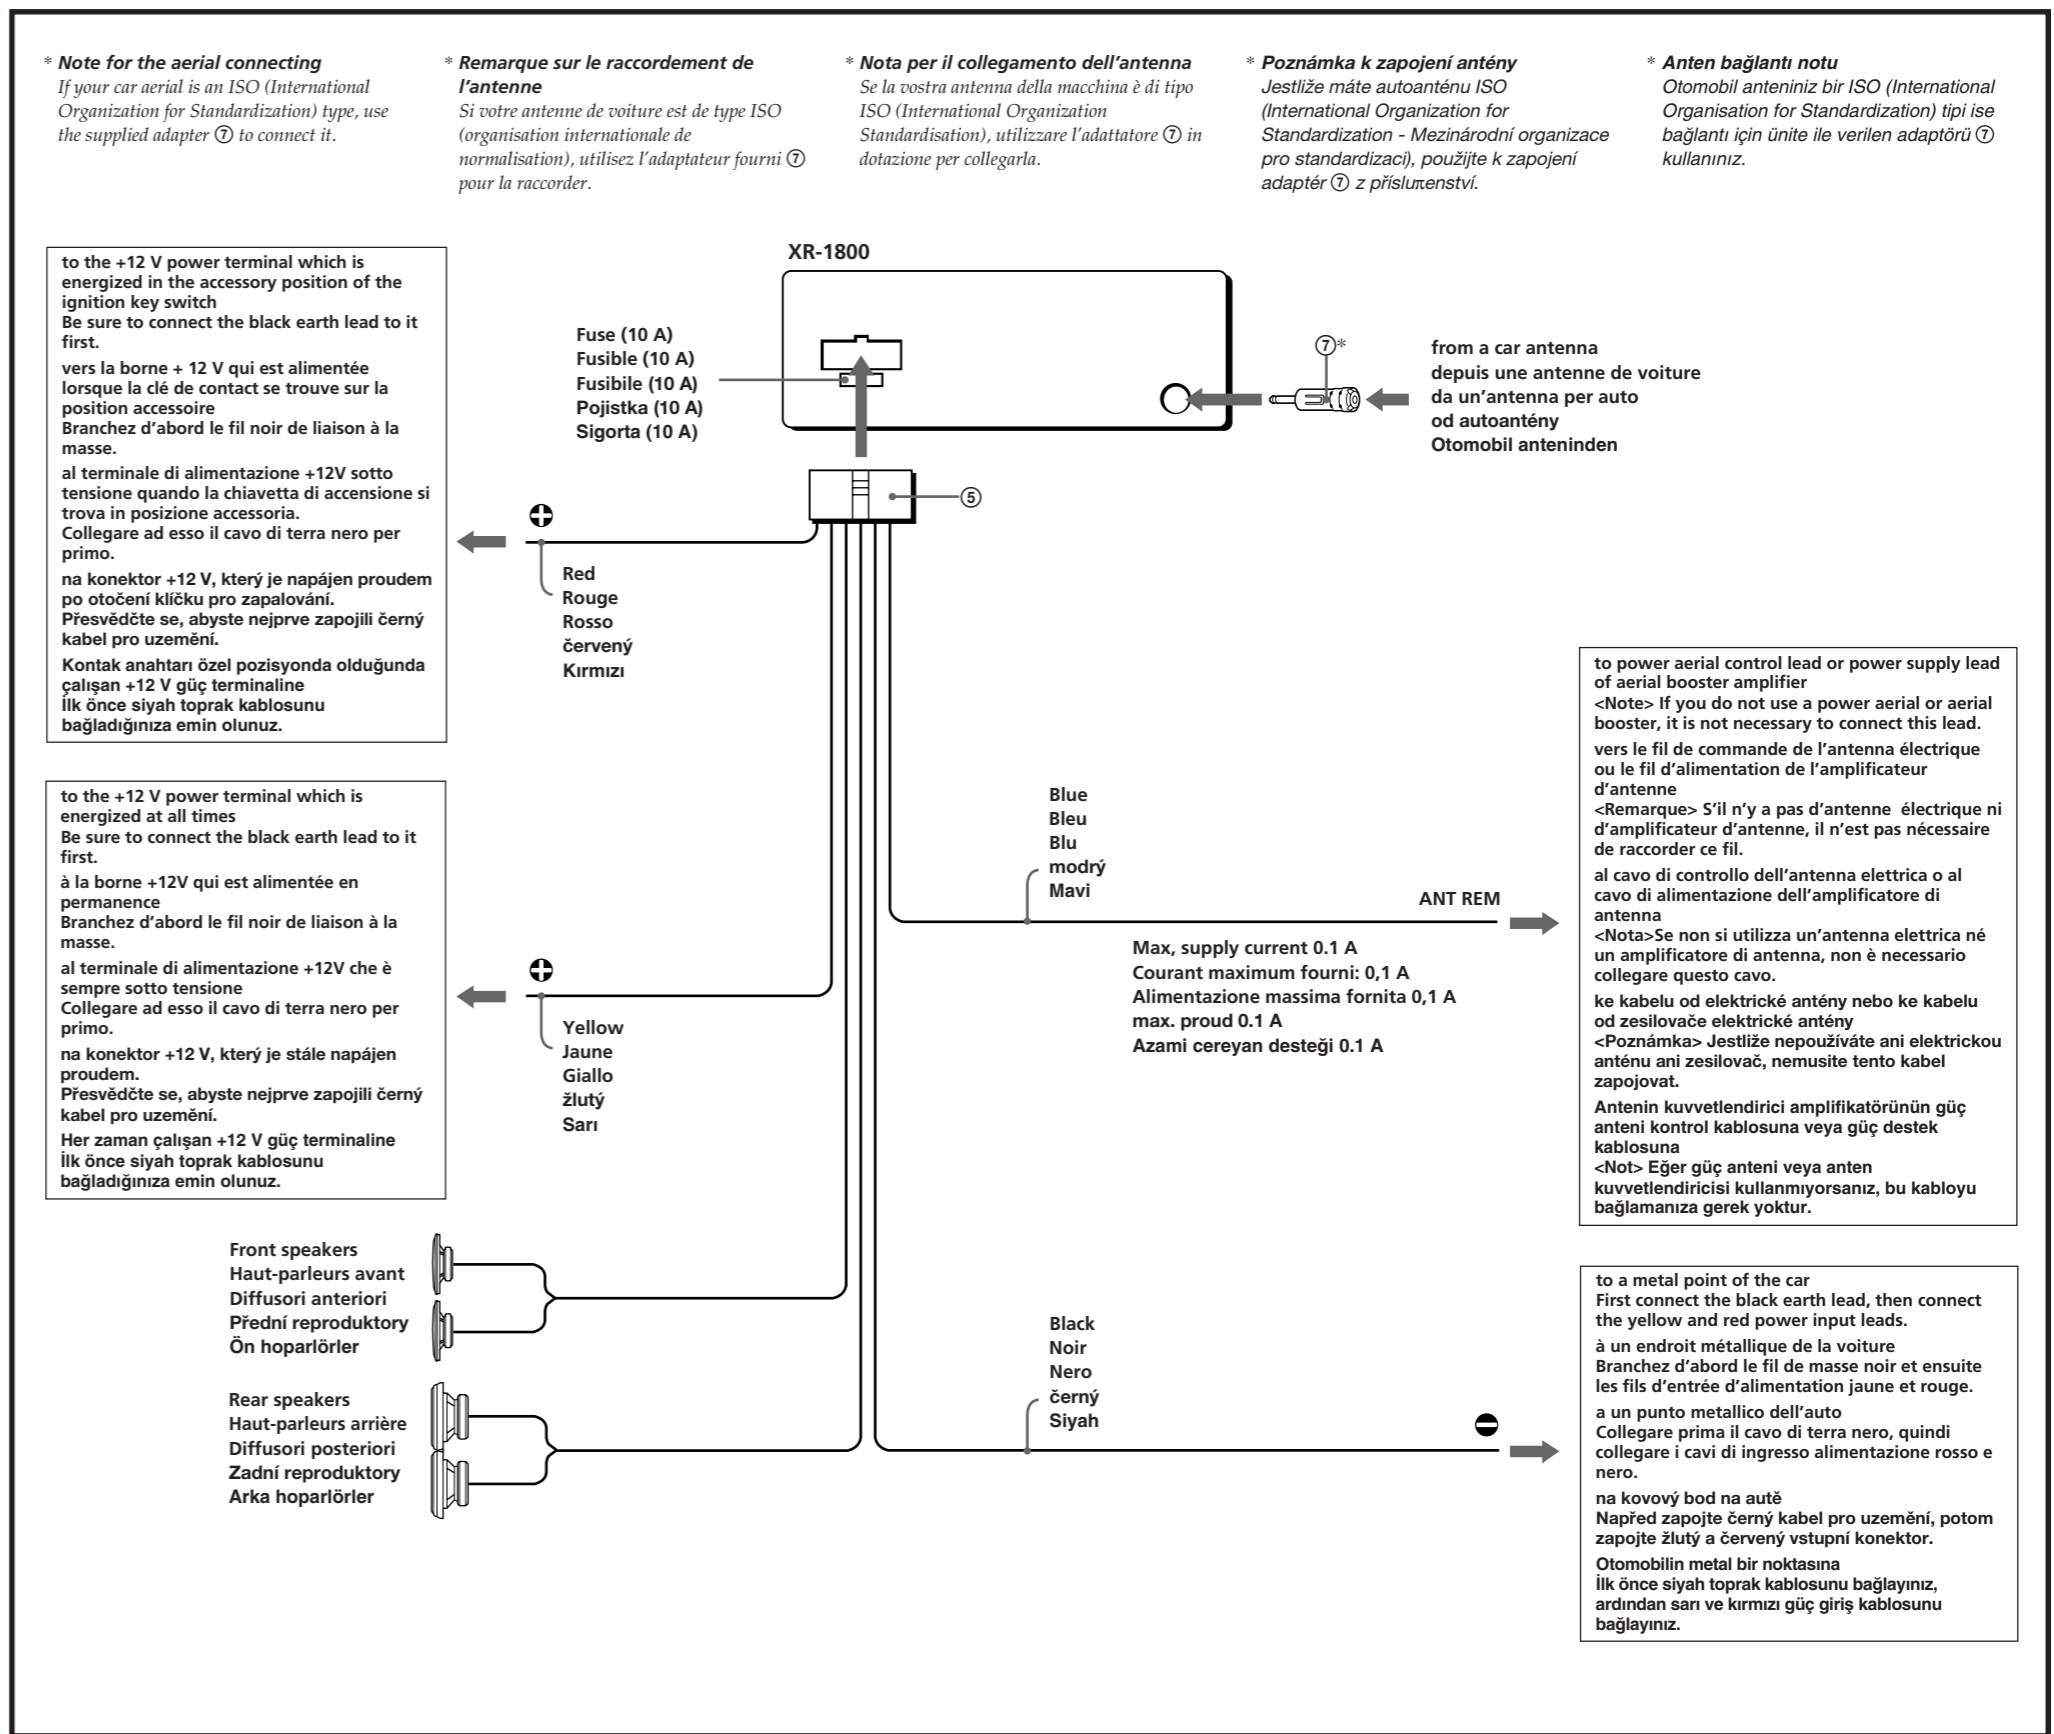 * Note for the aerial connecting
If your car aerial is an ISO (International
Organization for Standardization) type, use
the supplied adapter ⑦ to connect it.
* Remarque sur le raccordement de
l'antenne
Si votre antenne de voiture est de type ISO
(organisation internationale de
normalisation), utilisez l'adaptateur fourni ⑦
pour la raccorder.
* Nota per il collegamento dell'antenna
Se la vostra antenna della macchina è di tipo
ISO (International Organization
Standardisation), utilizzare l'adattatore ⑦ in
dotazione per collegarla.
* Poznámka k zapojení antény
Jestliže máte autoanténu ISO
(International Organization for
Standardization - Mezinárodní organizace
pro standardizaci), použijte k zapojení
adaptér ⑦ z přísluπenství.
* Anten bağlantı notu
Otomobil anteniniz bir ISO (International
Organisation for Standardization) tipi ise
bağlantı için ünite ile verilen adaptörü ⑦
kullanınız.
to the +12 V power terminal which is
energized in the accessory position of the
ignition key switch
Be sure to connect the black earth lead to it
first.
vers la borne + 12 V qui est alimentée
lorsque la clé de contact se trouve sur la
position accessoire
Branchez d'abord le fil noir de liaison à la
masse.
al terminale di alimentazione +12V sotto
tensione quando la chiavetta di accensione si
trova in posizione accessoria.
Collegare ad esso il cavo di terra nero per
primo.
na konektor +12 V, který je napájen proudem
po otočení klíčku pro zapalování.
Přesvědčte se, abyste nejprve zapojili černý
kabel pro uzemění.
Kontak anahtarı özel pozisyonda olduğunda
çalışan +12 V güç terminaline
İlk önce siyah toprak kablosunu
bağladığınıza emin olunuz.
XR-1800
Fuse (10 A)
Fusible (10 A)
Fusibile (10 A)
Pojistka (10 A)
Sigorta (10 A)
⑦*
from a car antenna
depuis une antenne de voiture
da un'antenna per auto
od autoantény
Otomobil anteninden
⑤
Red
Rouge
Rosso
červený
Kırmızı
to the +12 V power terminal which is
energized at all times
Be sure to connect the black earth lead to it
first.
à la borne +12V qui est alimentée en
permanence
Branchez d'abord le fil noir de liaison à la
masse.
al terminale di alimentazione +12V che è
sempre sotto tensione
Collegare ad esso il cavo di terra nero per
primo.
na konektor +12 V, který je stále napájen
proudem.
Přesvědčte se, abyste nejprve zapojili černý
kabel pro uzemění.
Her zaman çalışan +12 V güç terminaline
İlk önce siyah toprak kablosunu
bağladığınıza emin olunuz.
Yellow
Jaune
Giallo
žlutý
Sarı
Blue
Bleu
Blu
modrý
Mavi
ANT REM
Max, supply current 0.1 A
Courant maximum fourni: 0,1 A
Alimentazione massima fornita 0,1 A
max. proud 0.1 A
Azami cereyan desteği 0.1 A
to power aerial control lead or power supply lead
of aerial booster amplifier
<Note> If you do not use a power aerial or aerial
booster, it is not necessary to connect this lead.
vers le fil de commande de l'antenna électrique
ou le fil d'alimentation de l'amplificateur
d'antenne
<Remarque> S'il n'y a pas d'antenne électrique ni
d'amplificateur d'antenne, il n'est pas nécessaire
de raccorder ce fil.
al cavo di controllo dell'antenna elettrica o al
cavo di alimentazione dell'amplificatore di
antenna
<Nota>Se non si utilizza un'antenna elettrica né
un amplificatore di antenna, non è necessario
collegare questo cavo.
ke kabelu od elektrické antény nebo ke kabelu
od zesilovače elektrické antény
<Poznámka> Jestliže nepoužíváte ani elektrickou
anténu ani zesilovač, nemusite tento kabel
zapojovat.
Antenin kuvvetlendirici amplifikatörünün güç
anteni kontrol kablosuna veya güç destek
kablosuna
<Not> Eğer güç anteni veya anten
kuvvetlendiricisi kullanmıyorsanız, bu kabloyu
bağlamanıza gerek yoktur.
Front speakers
Haut-parleurs avant
Diffusori anteriori
Přední reproduktory
Ön hoparlörler
Rear speakers
Haut-parleurs arrière
Diffusori posteriori
Zadní reproduktory
Arka hoparlörler
Black
Noir
Nero
černý
Siyah
to a metal point of the car
First connect the black earth lead, then connect
the yellow and red power input leads.
à un endroit métallique de la voiture
Branchez d'abord le fil de masse noir et ensuite
les fils d'entrée d'alimentation jaune et rouge.
a un punto metallico dell'auto
Collegare prima il cavo di terra nero, quindi
collegare i cavi di ingresso alimentazione rosso e
nero.
na kovový bod na autě
Napřed zapojte černý kabel pro uzemění, potom
zapojte žlutý a červený vstupní konektor.
Otomobilin metal bir noktasına
İlk önce siyah toprak kablosunu bağlayınız,
ardından sarı ve kırmızı güç giriş kablosunu
bağlayınız.